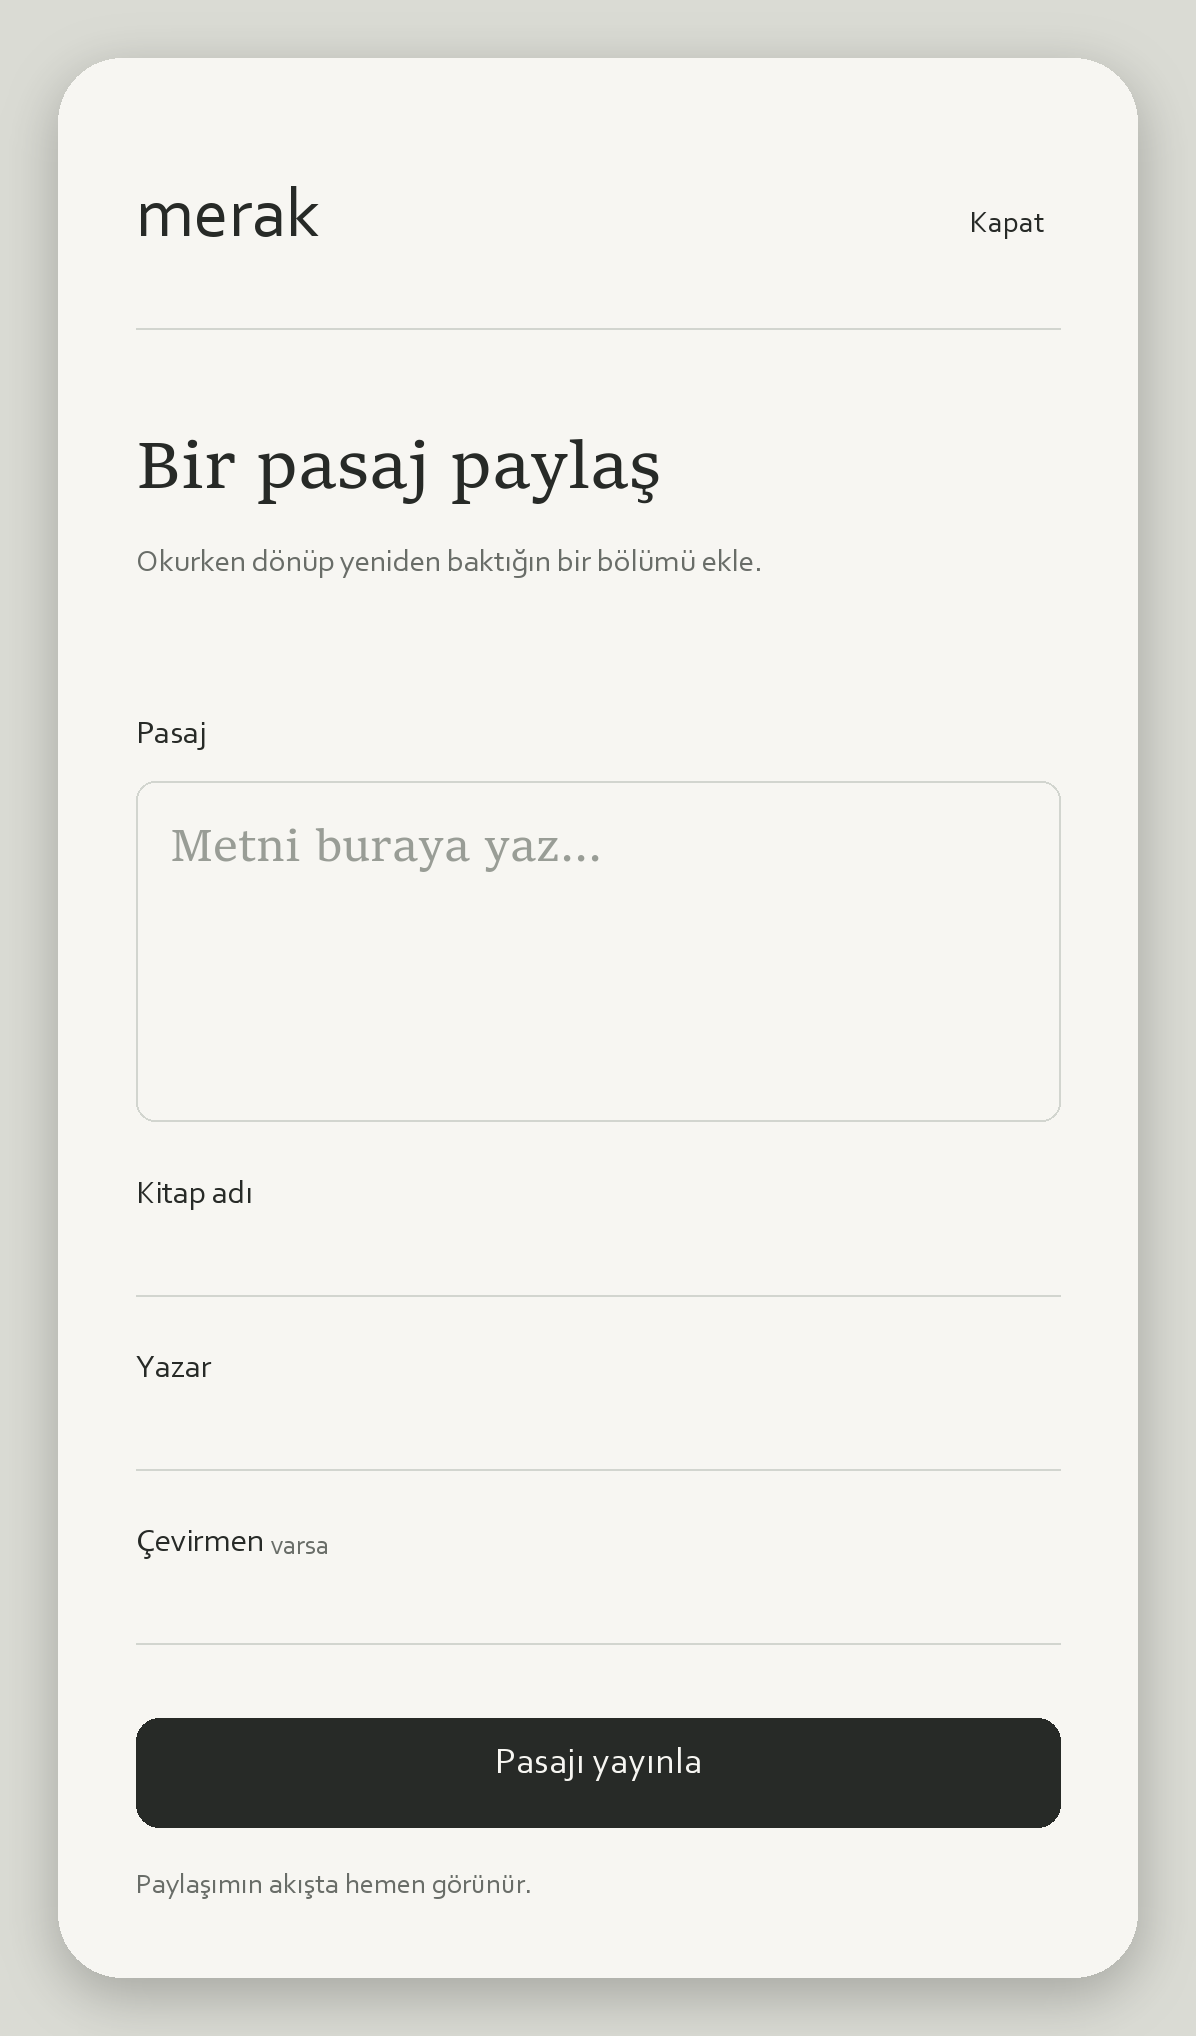 merak
Kapat
Bir pasaj paylaş
Okurken dönüp yeniden baktığın bir bölümü ekle.
Pasaj
Metni buraya yaz...
Kitap adı
Yazar
Çevirmen varsa
Pasajı yayınla
Paylaşımın akışta hemen görünür.